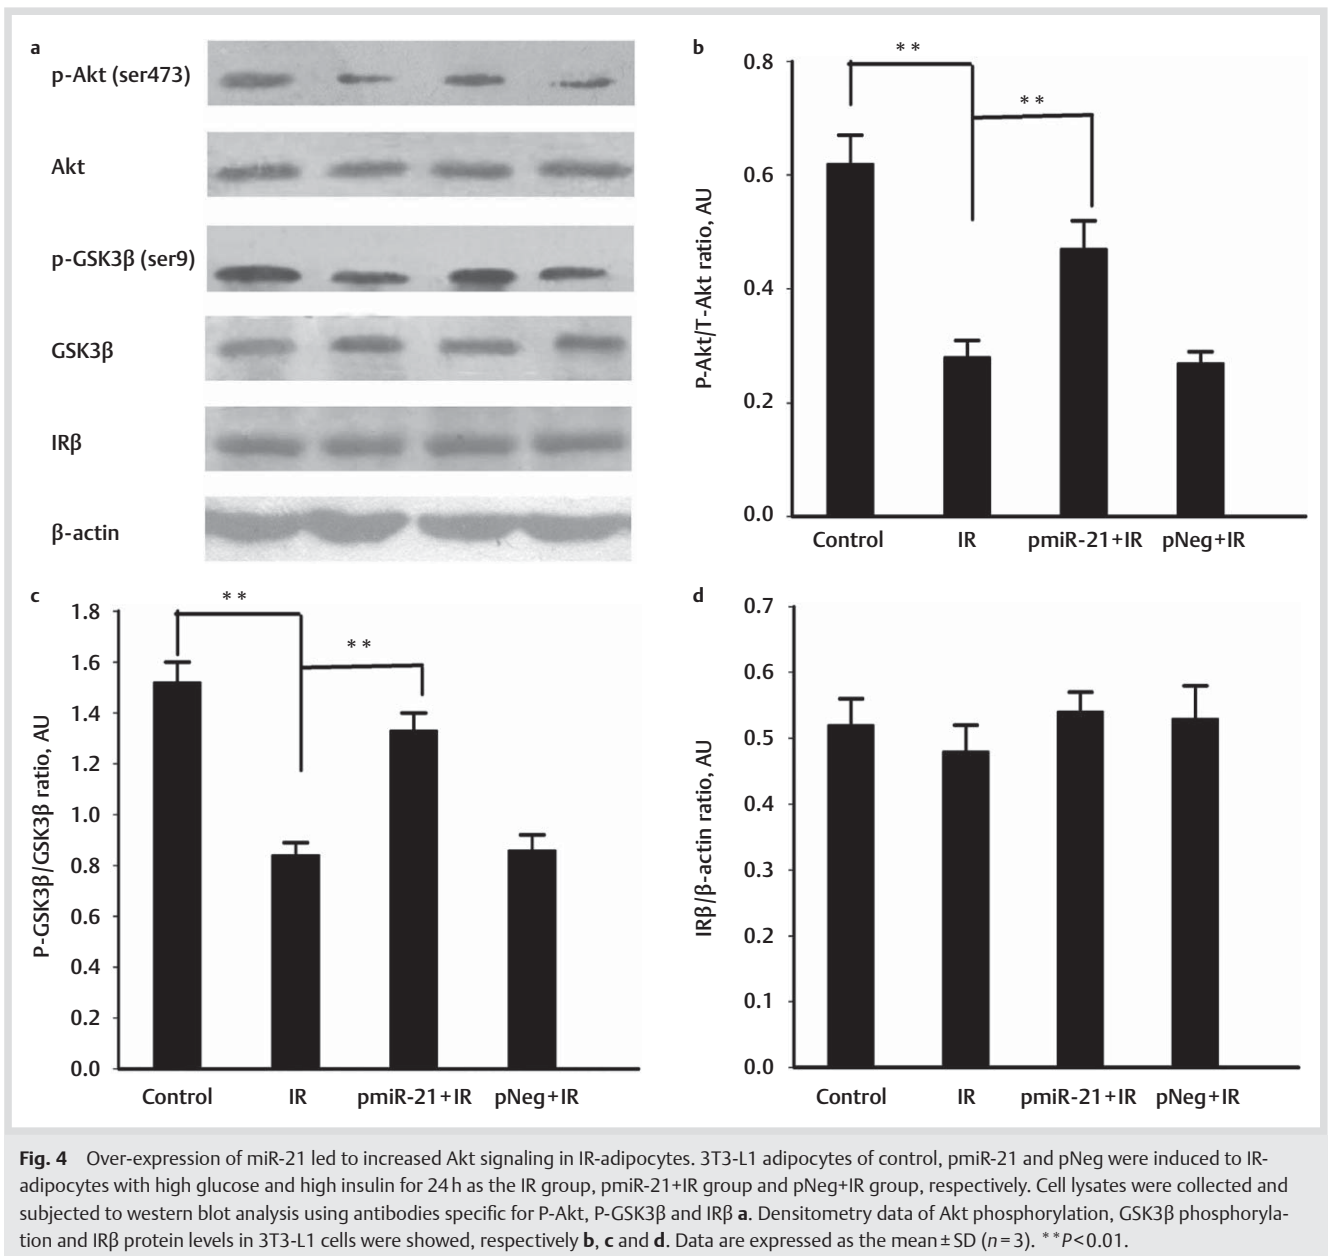 a
p-Akt (ser473)
Akt
p-GSK3β (ser9)
GSK3β
IRβ
β-actin
b
P-Akt/T-Akt ratio, AU
0.8
0.6
0.4
0.2
0.0
* *
* *
Control IR pmiR-21+IR pNeg+IR
c
P-GSK3β/GSK3β ratio, AU
1.8
1.6
1.4
1.2
1.0
0.8
0.6
0.4
0.2
0.0
* *
* *
Control IR pmiR-21+IR pNeg+IR
d
IRβ/β-actin ratio, AU
0.7
0.6
0.5
0.4
0.3
0.2
0.1
0.0
Control IR pmiR-21+IR pNeg+IR
Fig. 4 Over-expression of miR-21 led to increased Akt signaling in IR-adipocytes. 3T3-L1 adipocytes of control, pmiR-21 and pNeg were induced to IR-
adipocytes with high glucose and high insulin for 24 h as the IR group, pmiR-21+IR group and pNeg+IR group, respectively. Cell lysates were collected and
subjected to western blot analysis using antibodies specific for P-Akt, P-GSK3β and IRβ a. Densitometry data of Akt phosphorylation, GSK3β phosphoryla-
tion and IRβ protein levels in 3T3-L1 cells were showed, respectively b, c and d. Data are expressed as the mean ± SD (n = 3). **P < 0.01.